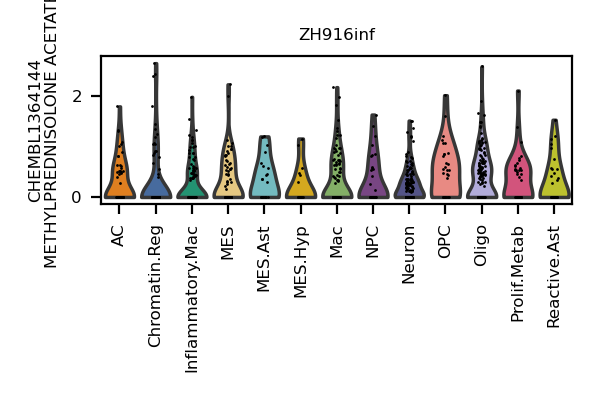 ZH916inf
CHEMBL1364144
METHYLPREDNISOLONE ACETAT
2
0
AC
Chromatin.Reg
Inflammatory.Mac
MES
MES.Ast
MES.Hyp
Mac
NPC
Neuron
OPC
Oligo
Prolif.Metab
Reactive.Ast